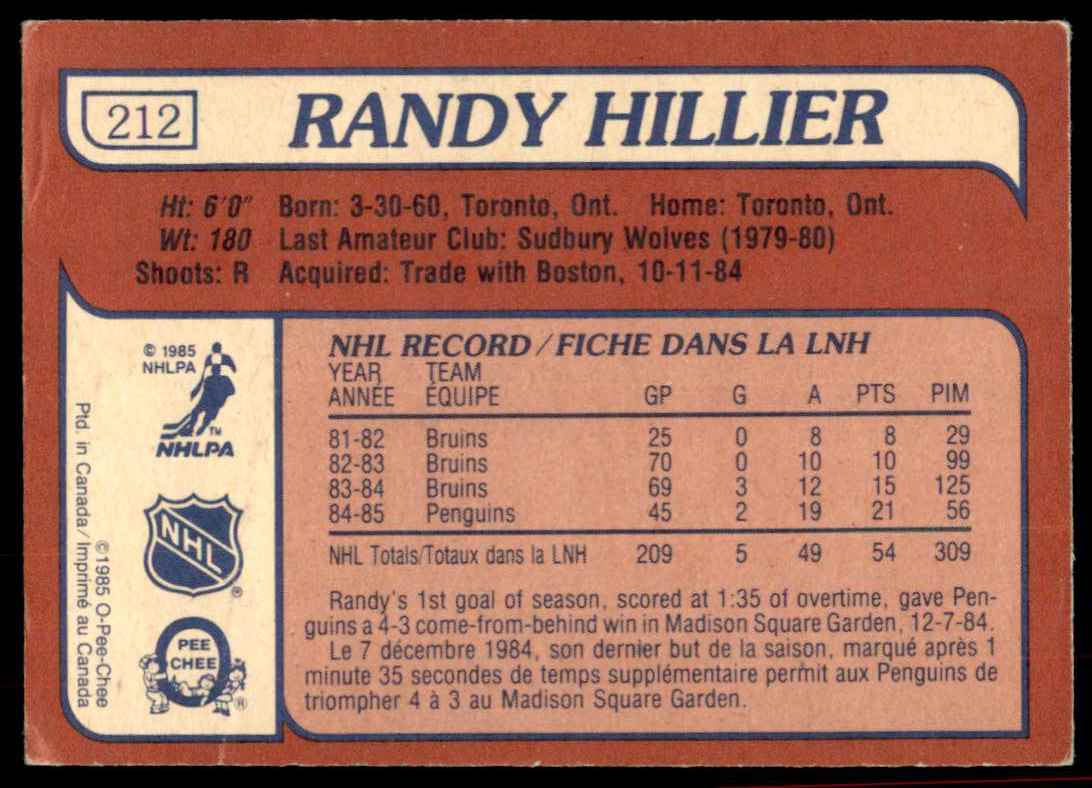 212
RANDY HILLIER
Ht: 6'0" Born: 3-30-60, Toronto, Ont. Home: Toronto, Ont.
Wt: 180 Last Amateur Club: Sudbury Wolves (1979-80)
Shoots: R Acquired: Trade with Boston, 10-11-84
© 1985
NHLPA
TM
NHLPA
NHL
®
PEE
CHEE
®
©1985 O-Pee-Chee
Ptd. in Canada/Imprimé au Canada
NHL RECORD/FICHE DANS LA LNH
YEAR TEAM
ANNÉE ÉQUIPE GP G A PTS PIM
81-82 Bruins 25 0 8 8 29
82-83 Bruins 70 0 10 10 99
83-84 Bruins 69 3 12 15 125
84-85 Penguins 45 2 19 21 56
NHL Totals/Totaux dans la LNH 209 5 49 54 309
Randy's 1st goal of season, scored at 1:35 of overtime, gave Pen-
guins a 4-3 come-from-behind win in Madison Square Garden, 12-7-84.
Le 7 décembre 1984, son dernier but de la saison, marqué après 1
minute 35 secondes de temps supplémentaire permit aux Penguins de
triompher 4 à 3 au Madison Square Garden.